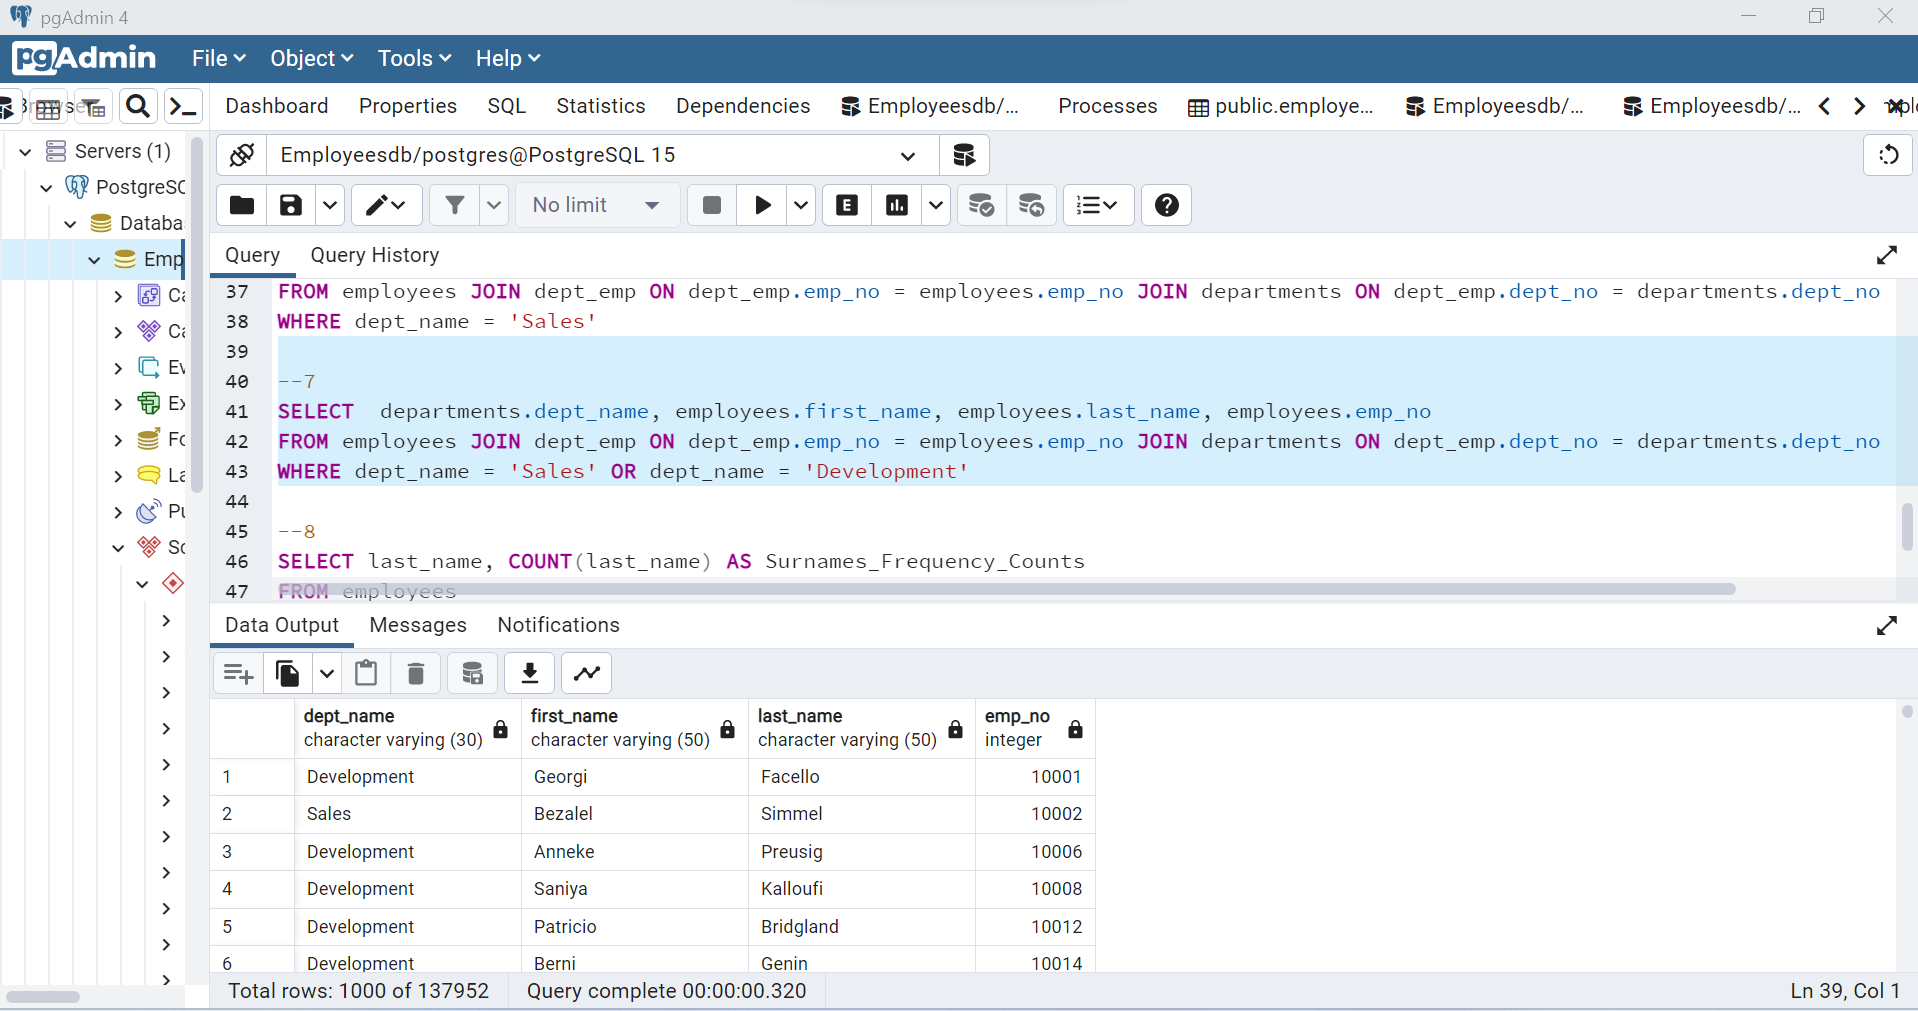 pgAdmin 4
pgAdmin File Object Tools Help
Dashboard Properties SQL Statistics Dependencies Employeesdb/... Processes public.employe... Employeesdb/... Employeesdb/...
Servers (1)
Employeesdb/postgres@PostgreSQL 15
PostgreSC
Databa
No limit
E
Emp
Query Query History
Ca
37 FROM employees JOIN dept_emp ON dept_emp.emp_no = employees.emp_no JOIN departments ON dept_emp.dept_no = departments.dept_no
38 WHERE dept_name = 'Sales'
Ca
39
Ev
40 --7
Ex
41 SELECT  departments.dept_name, employees.first_name, employees.last_name, employees.emp_no
Fo
42 FROM employees JOIN dept_emp ON dept_emp.emp_no = employees.emp_no JOIN departments ON dept_emp.dept_no = departments.dept_no
La
43 WHERE dept_name = 'Sales' OR dept_name = 'Development'
44
Pu
45 --8
Sc
46 SELECT last_name, COUNT(last_name) AS Surnames_Frequency_Counts
47 FROM employees
Data Output Messages Notifications
dept_name first_name last_name emp_no
character varying (30) character varying (50) character varying (50) integer
1 Development Georgi Facello 10001
2 Sales Bezalel Simmel 10002
3 Development Anneke Preusig 10006
4 Development Saniya Kalloufi 10008
5 Development Patricio Bridgland 10012
6 Development Berni Genin 10014
Total rows: 1000 of 137952 Query complete 00:00:00.320 Ln 39, Col 1